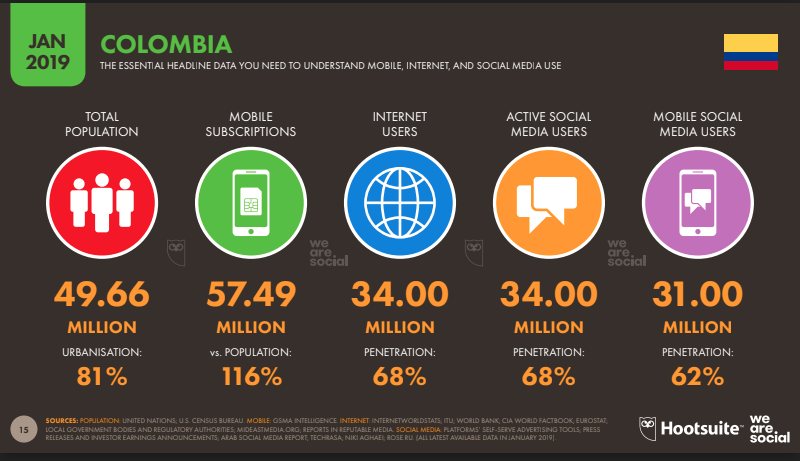 JAN
2019
COLOMBIA
THE ESSENTIAL HEADLINE DATA YOU NEED TO UNDERSTAND MOBILE, INTERNET, AND SOCIAL MEDIA USE
TOTAL
POPULATION
MOBILE
SUBSCRIPTIONS
INTERNET
USERS
ACTIVE SOCIAL
MEDIA USERS
MOBILE SOCIAL
MEDIA USERS
we
are
social
we
are
social
49.66
MILLION
URBANISATION:
81%
57.49
MILLION
vs. POPULATION:
116%
34.00
MILLION
PENETRATION:
68%
34.00
MILLION
PENETRATION:
68%
31.00
MILLION
PENETRATION:
62%
15
SOURCES: POPULATION: UNITED NATIONS; U.S. CENSUS BUREAU. MOBILE: GSMA INTELLIGENCE. INTERNET: INTERNETWORLDSTATS; ITU; WORLD BANK; CIA WORLD FACTBOOK; EUROSTAT;
LOCAL GOVERNMENT BODIES AND REGULATORY AUTHORITIES; MIDEASTMEDIA.ORG; REPORTS IN REPUTABLE MEDIA. SOCIAL MEDIA: PLATFORMS' SELF-SERVE ADVERTISING TOOLS; PRESS
RELEASES AND INVESTOR EARNINGS ANNOUNCEMENTS; ARAB SOCIAL MEDIA REPORT; TECHRASA; NIKI AGHAEI; ROSE.RU. (ALL LATEST AVAILABLE DATA IN JANUARY 2019).
Hootsuite™
we
are
social